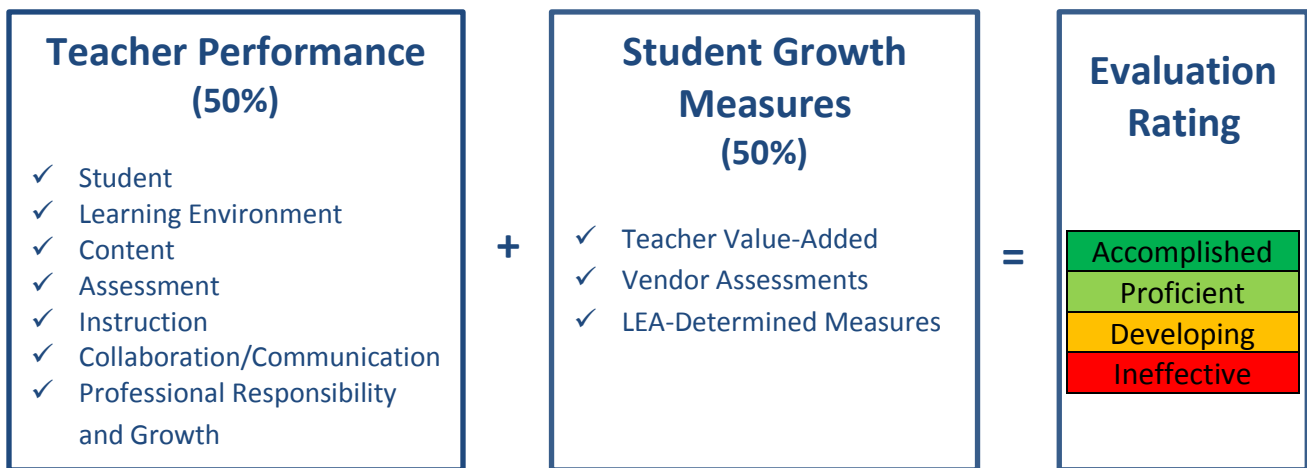 Teacher Performance
(50%)
✓ Student
✓ Learning Environment
✓ Content
✓ Assessment
✓ Instruction
✓ Collaboration/Communication
✓ Professional Responsibility
and Growth
+
Student Growth
Measures
(50%)
✓ Teacher Value-Added
✓ Vendor Assessments
✓ LEA-Determined Measures
=
Evaluation
Rating
Accomplished
Proficient
Developing
Ineffective